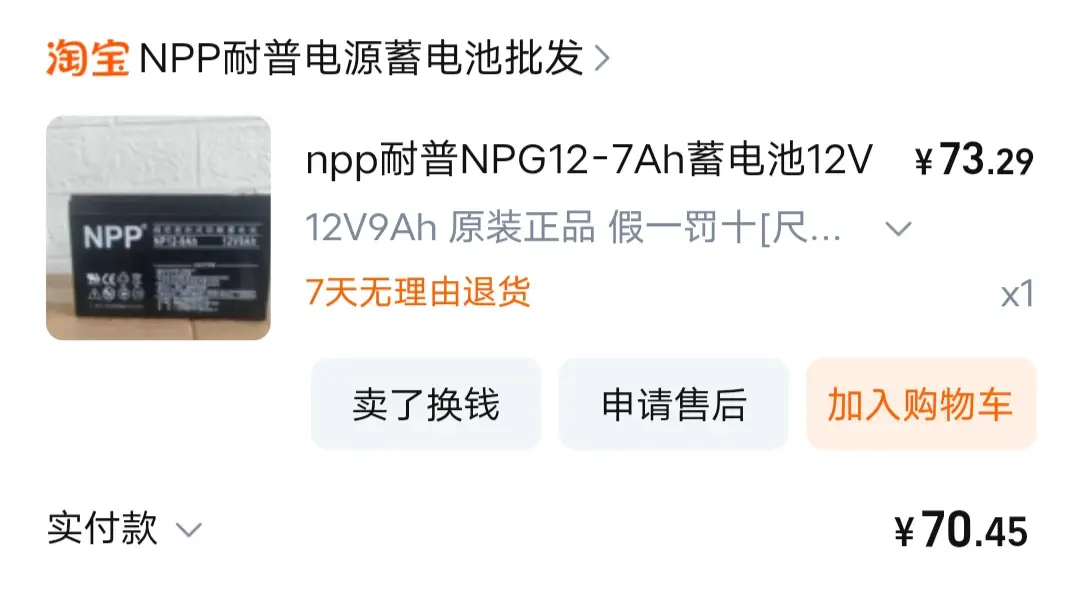 淘宝 NPP耐普电源蓄电池批发
npp耐普NPG12-7Ah蓄电池12V ¥73.29
12V9Ah 原装正品 假一罚十[尺...
7天无理由退货 x1
NPP
卖了换钱 申请售后 加入购物车
实付款 ¥70.45